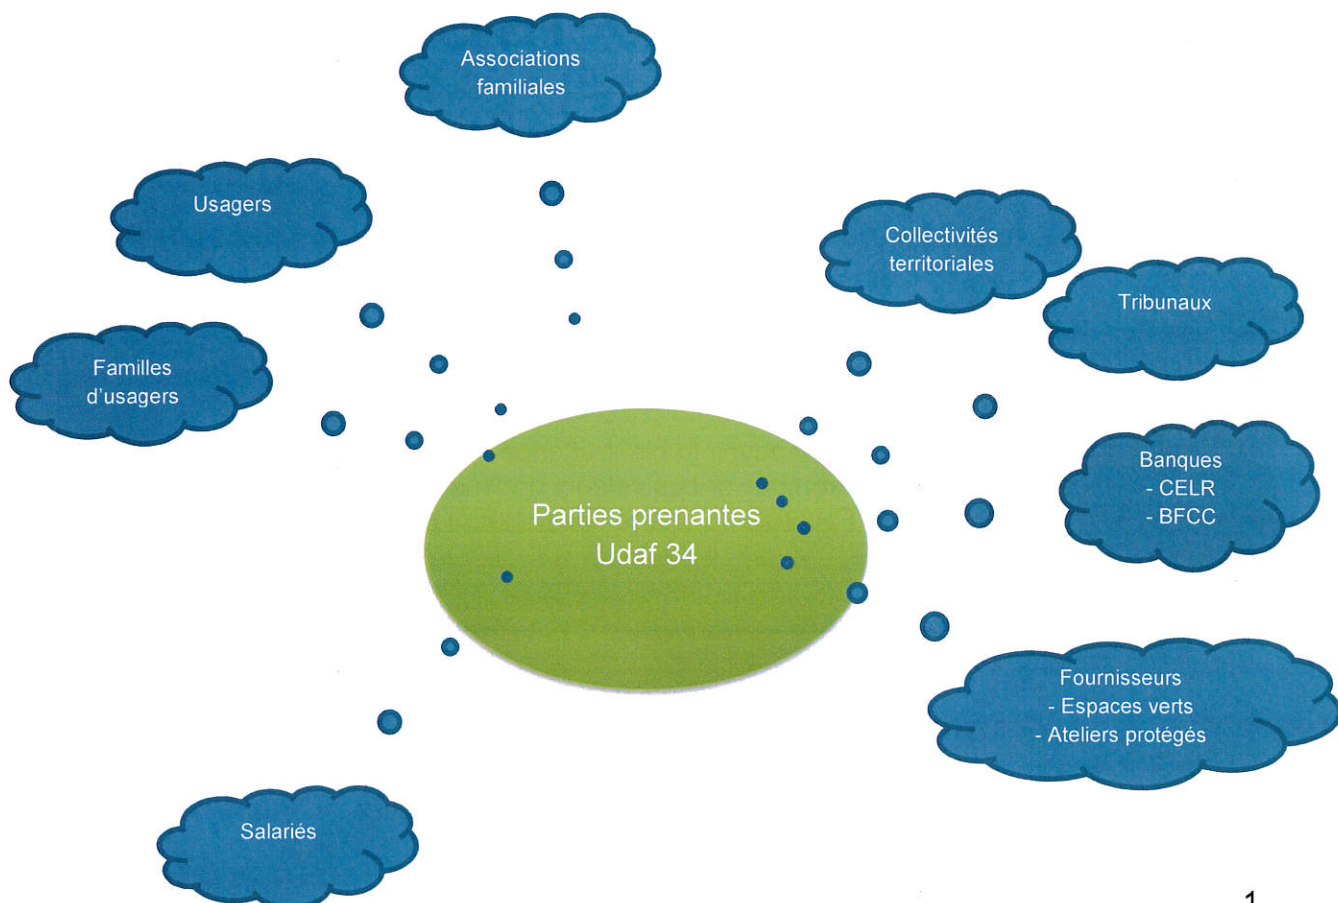 Associations
familiales
Usagers
Collectivités
territoriales
Tribunaux
Familles
d'usagers
Banques
- CELR
- BFCC
Parties prenantes
Udaf 34
Fournisseurs
- Espaces verts
- Ateliers protégés
Salariés
1